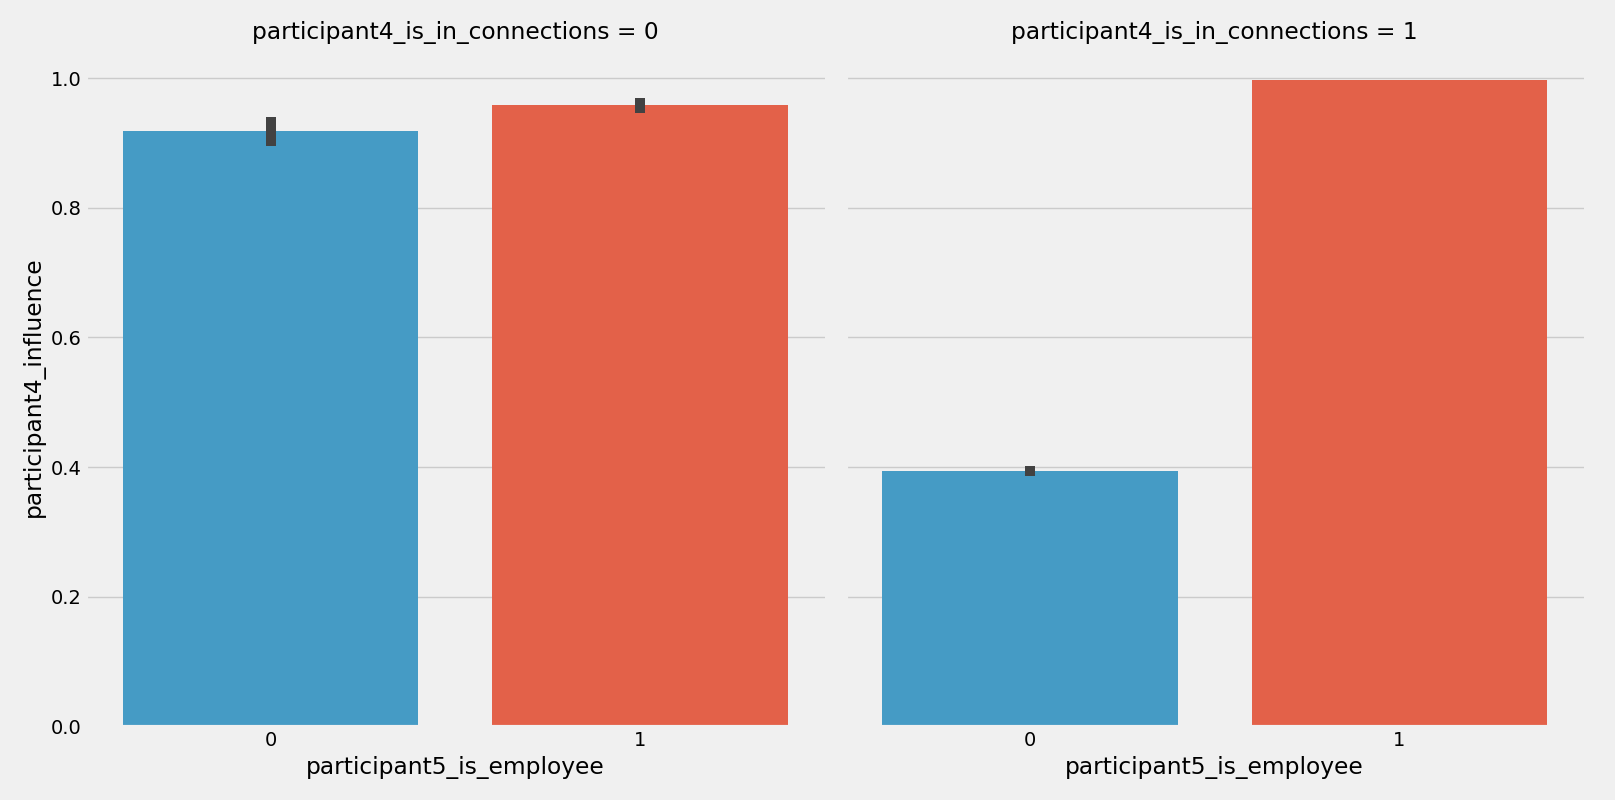 participant4_is_in_connections = 0
participant4_is_in_connections = 1
participant4_influence
1.0
0.8
0.6
0.4
0.2
0.0
0
1
0
1
participant5_is_employee
participant5_is_employee